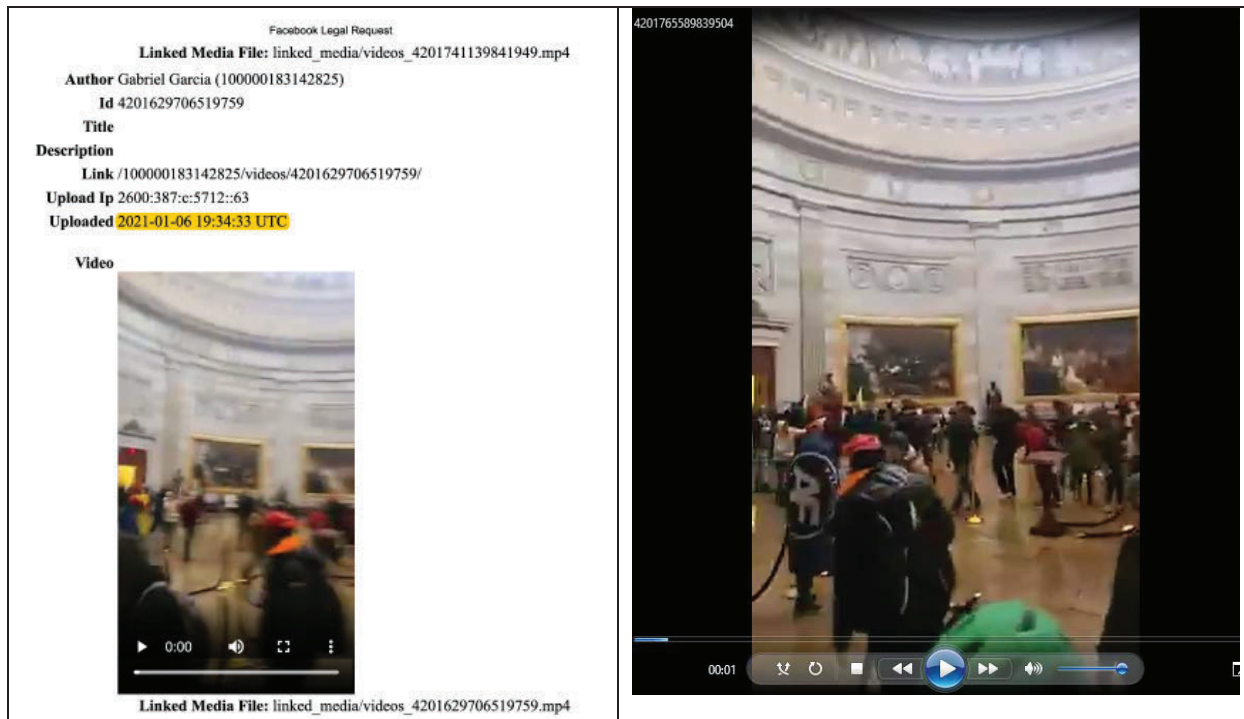 Facebook Legal Request
Linked Media File: linked_media/videos_4201741139841949.mp4
Author Gabriel Garcia (100000183142825)
Id 4201629706519759
Title
Description
Link /100000183142825/videos/4201629706519759/
Upload Ip 2600:387:c:5712::63
Uploaded 2021-01-06 19:34:33 UTC
Video
0:00
Linked Media File: linked_media/videos_4201629706519759.mp4
4201765589839504
00:01